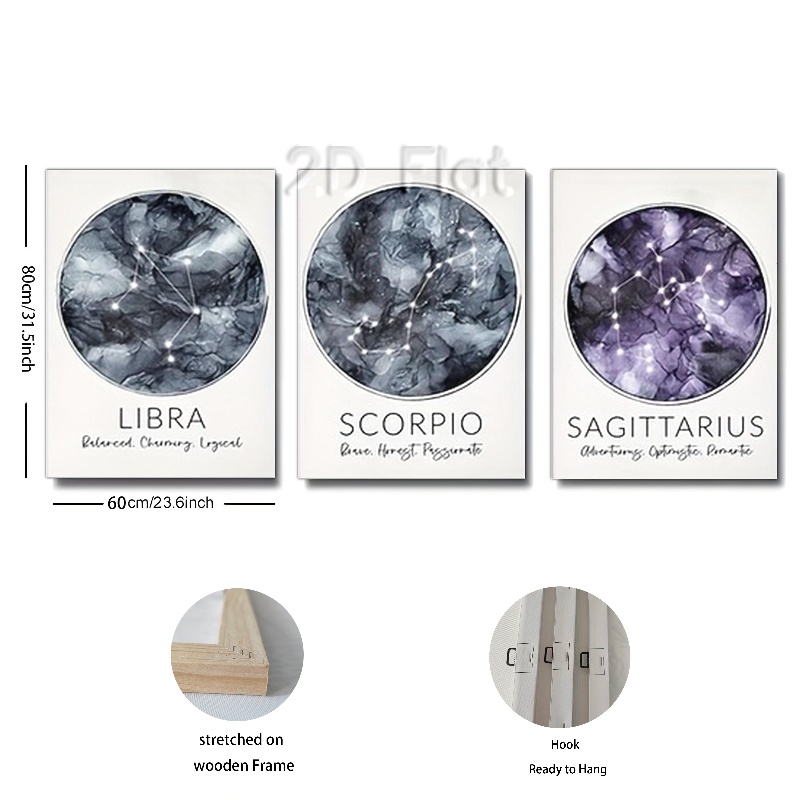 2D Flat
80cm/31.5inch
LIBRA
Balanced, Charming, Logical
SCORPIO
Brave, Honest, Passionate
SAGITTARIUS
Adventurous, Optimistic, Romantic
60cm/23.6inch
stretched on
wooden Frame
Hook
Ready to Hang